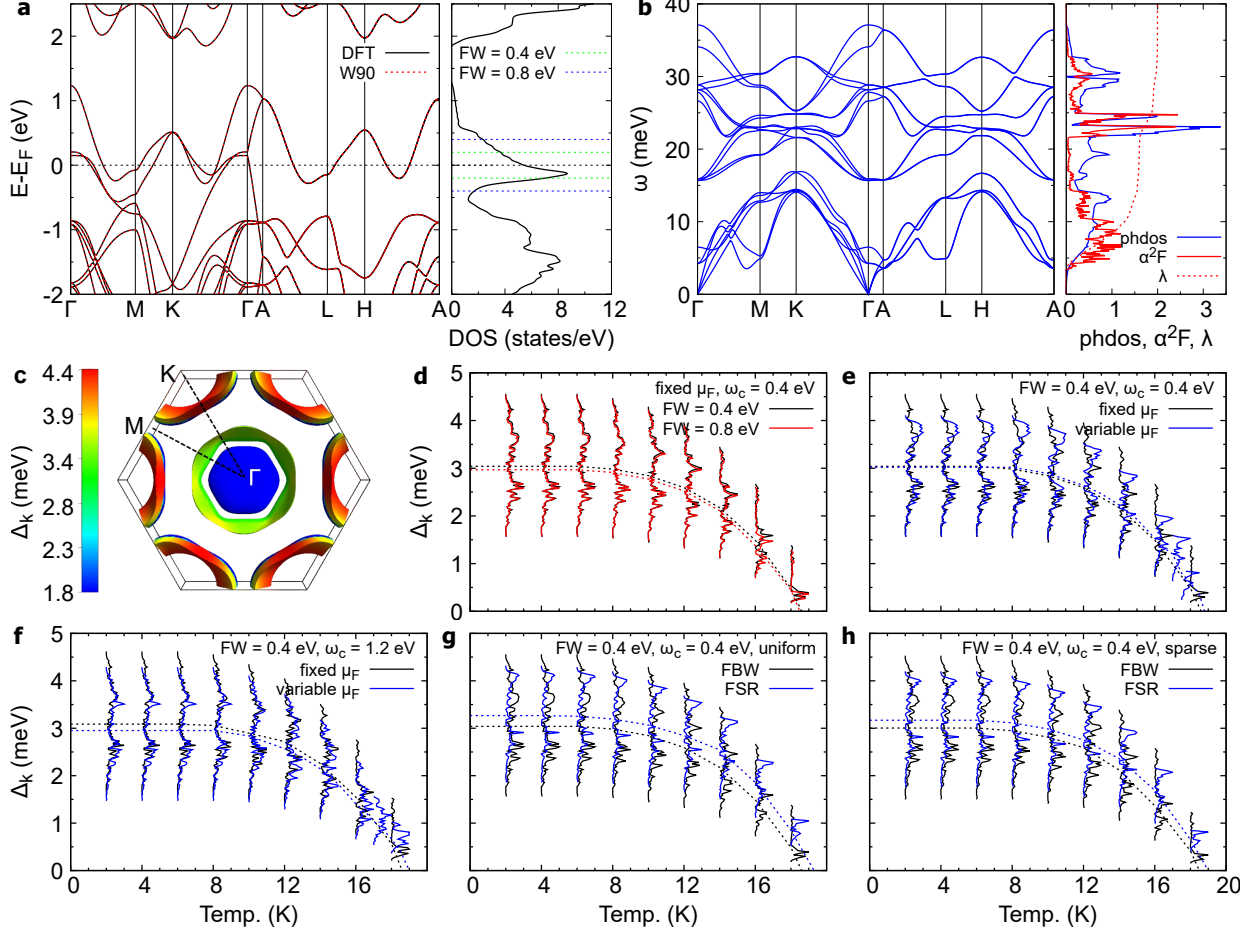 a
2
1
0
-1
-2
E-E_F (eV)
DFT
W90
Γ M K Γ A L H A
FW = 0.4 eV
FW = 0.8 eV
0 4 8 12
DOS (states/eV)
b
40
30
20
10
0
ω (meV)
Γ M K Γ A L H A
phdos
α²F
λ
0 1 2 3
phdos, α²F, λ
c
4.4
3.9
3.4
2.8
2.3
1.8
Δ_k (meV)
K
M
Γ
d
5
4
3
2
1
0
Δ_k (meV)
fixed μ_F, ω_c = 0.4 eV
FW = 0.4 eV
FW = 0.8 eV
e
FW = 0.4 eV, ω_c = 0.4 eV
fixed μ_F
variable μ_F
f
5
4
3
2
1
0
Δ_k (meV)
FW = 0.4 eV, ω_c = 1.2 eV
fixed μ_F
variable μ_F
0 4 8 12 16
Temp. (K)
g
FW = 0.4 eV, ω_c = 0.4 eV, uniform
FBW
FSR
0 4 8 12 16
Temp. (K)
h
FW = 0.4 eV, ω_c = 0.4 eV, sparse
FBW
FSR
0 4 8 12 16 20
Temp. (K)